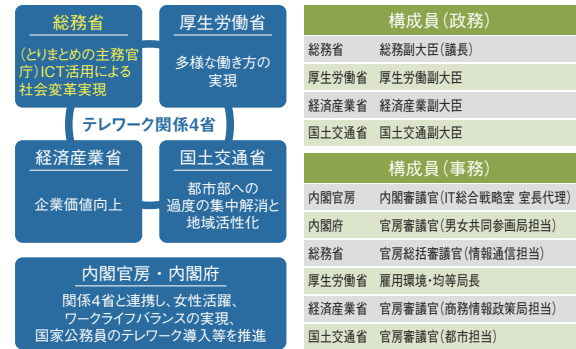 総務省
(とりまとめの主務官
庁)ICT活用による
社会変革実現
厚生労働省
多様な働き方の
実現
テレワーク関係4省
経済産業省
企業価値向上
国土交通省
都市部への
過度の集中解消と
地域活性化
内閣官房・内閣府
関係4省と連携し、女性活躍、
ワークライフバランスの実現、
国家公務員のテレワーク導入等を推進
構成員(政務)
総務省 総務副大臣(議長)
厚生労働省 厚生労働副大臣
経済産業省 経済産業副大臣
国土交通省 国土交通副大臣
構成員(事務)
内閣官房 内閣審議官(IT総合戦略室 室長代理)
内閣府 官房審議官(男女共同参画局担当)
総務省 官房総括審議官(情報通信担当)
厚生労働省 雇用環境・均等局長
経済産業省 官房審議官(商務情報政策局担当)
国土交通省 官房審議官(都市担当)